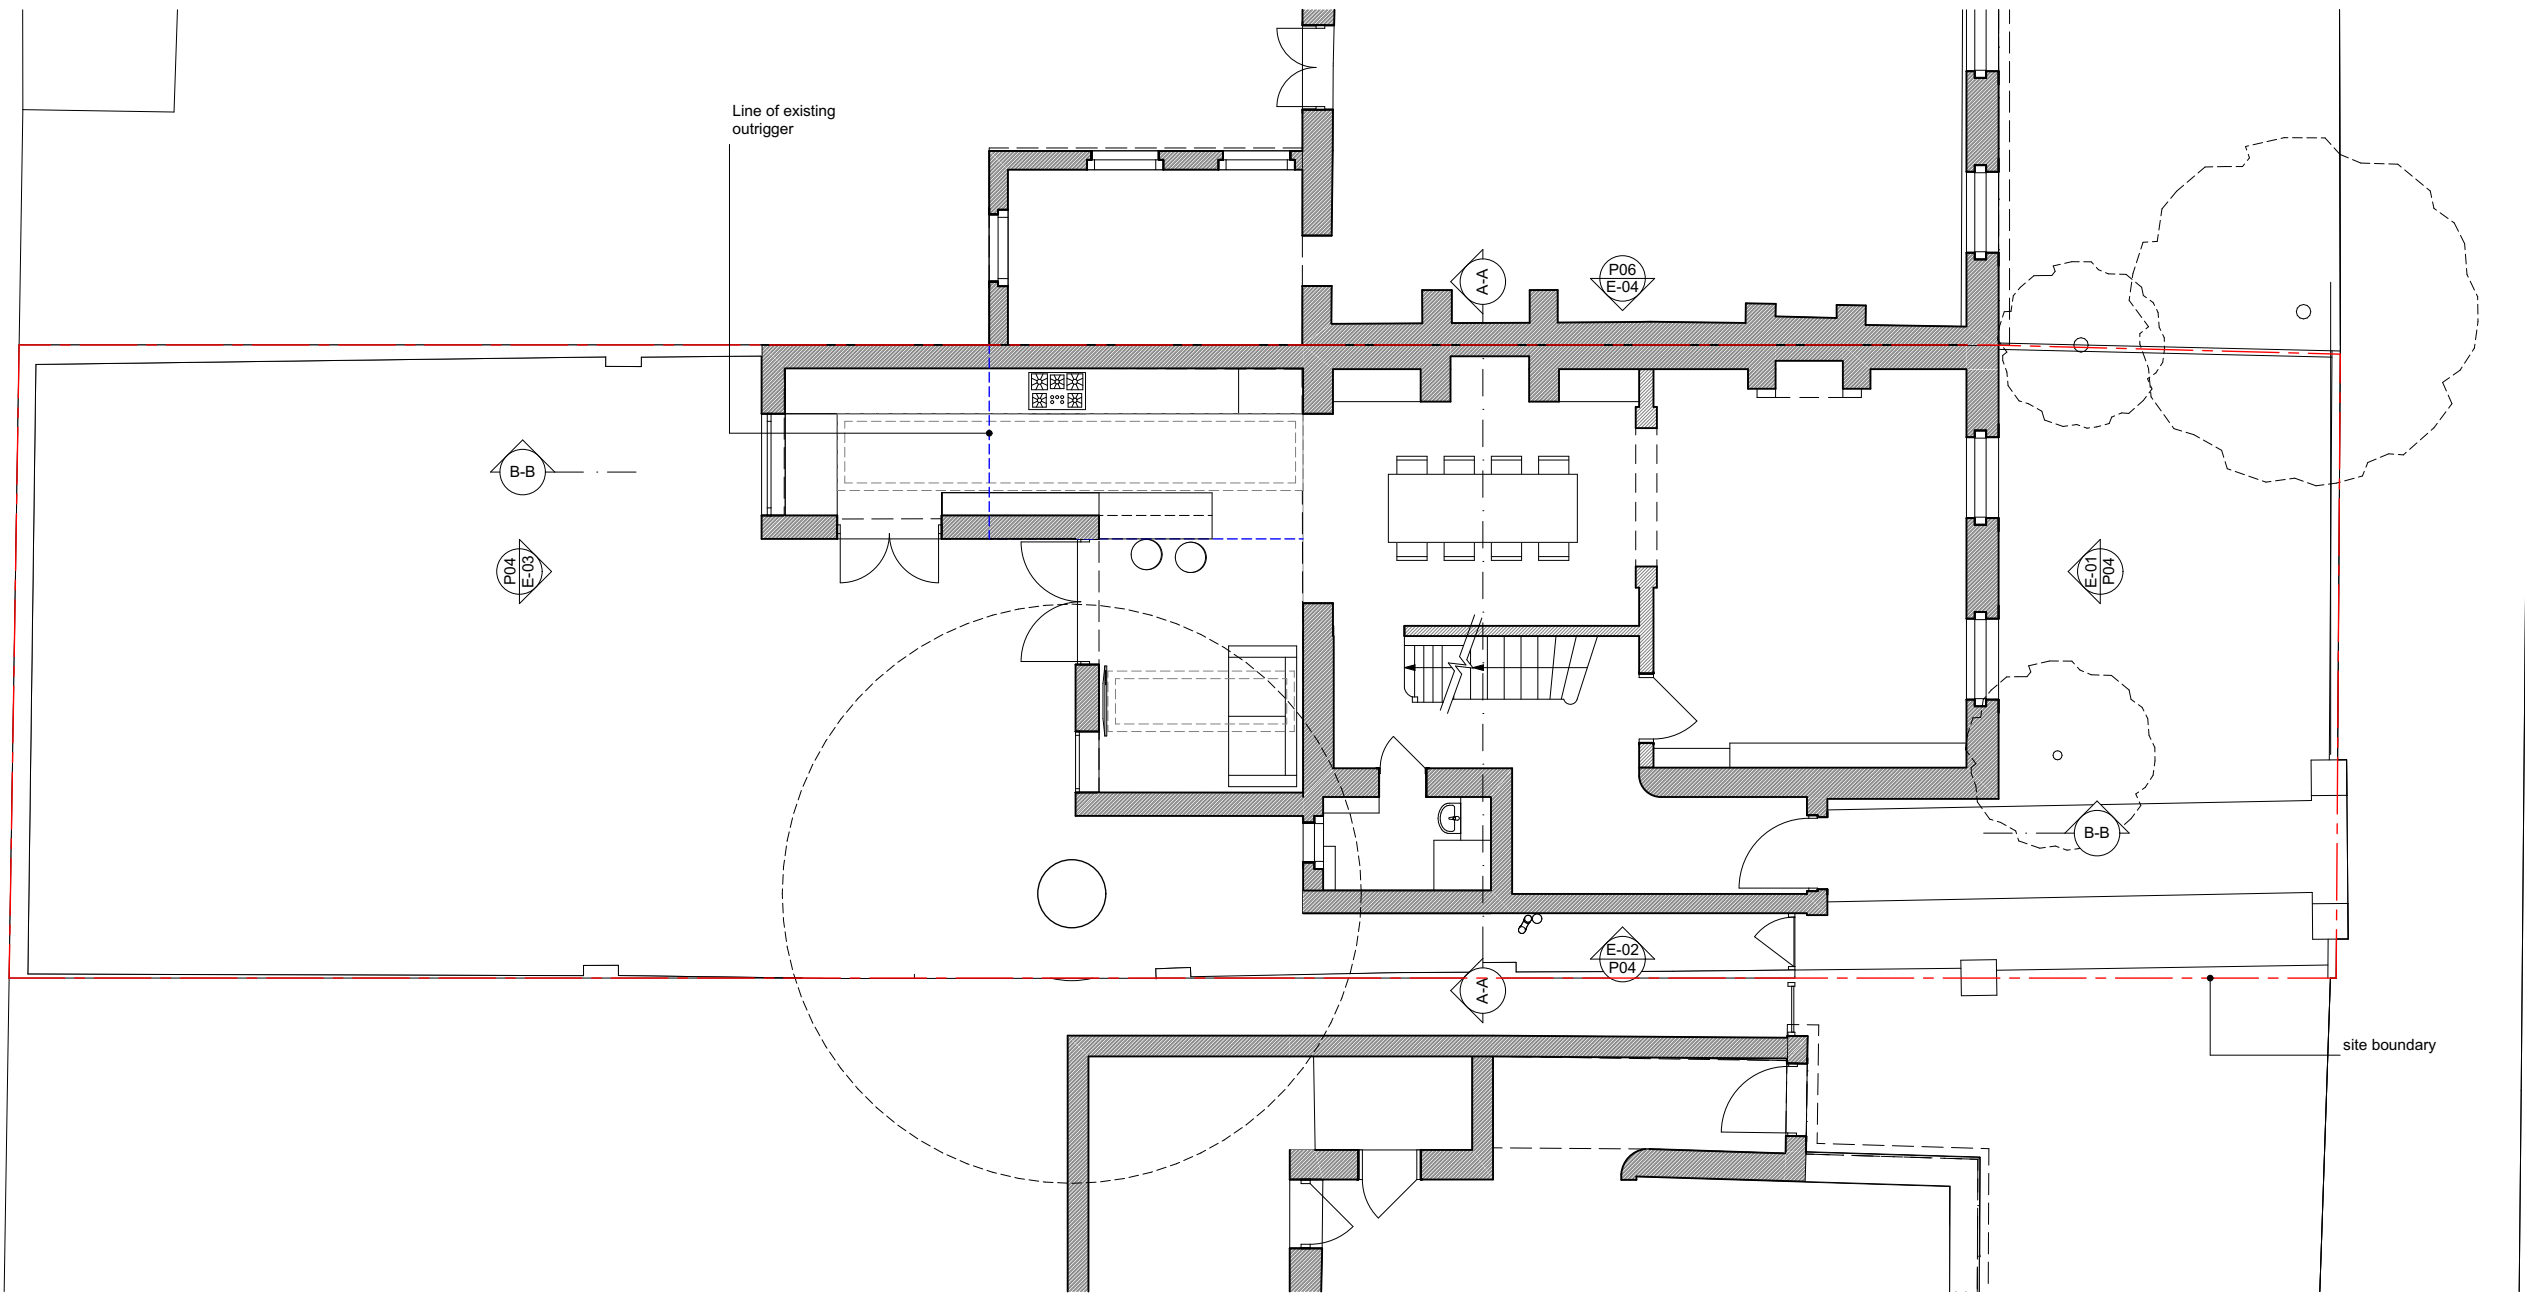 Line of existing
outrigger
A-A
P06
E-04
B-B
P04
E-03
E-01
P04
B-B
E-02
P04
A-A
site boundary